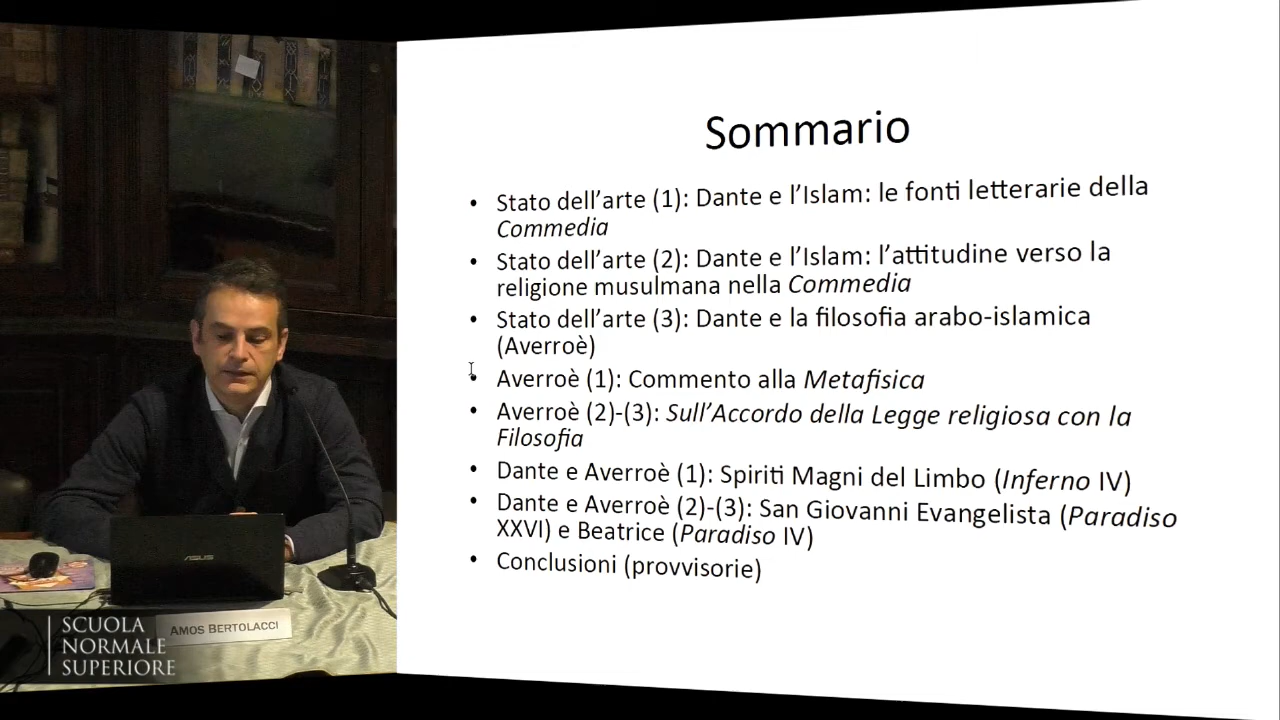 Sommario
• Stato dell'arte (1): Dante e l'Islam: le fonti letterarie della
Commedia
• Stato dell'arte (2): Dante e l'Islam: l'attitudine verso la
religione musulmana nella Commedia
• Stato dell'arte (3): Dante e la filosofia arabo-islamica
(Averroè)
• Averroè (1): Commento alla Metafisica
• Averroè (2)-(3): Sull'Accordo della Legge religiosa con la
Filosofia
• Dante e Averroè (1): Spiriti Magni del Limbo (Inferno IV)
• Dante e Averroè (2)-(3): San Giovanni Evangelista (Paradiso
XXVI) e Beatrice (Paradiso IV)
• Conclusioni (provvisorie)
ASUS
AMOS BERTOLACCI
SCUOLA
NORMALE
SUPERIORE